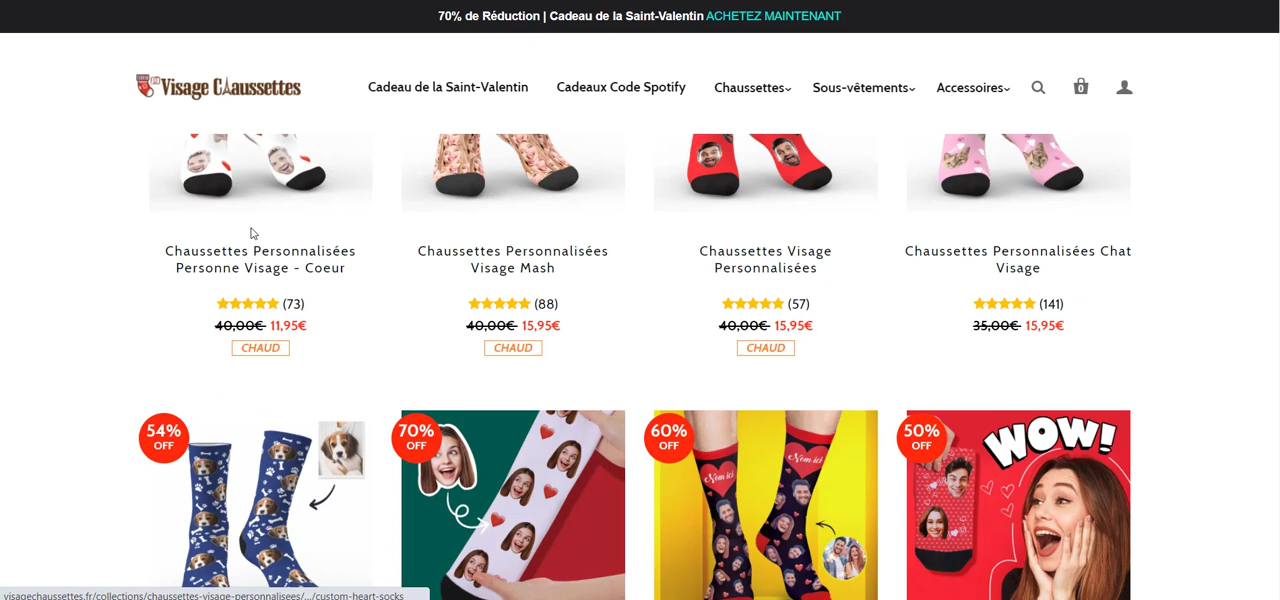 70% de Réduction | Cadeau de la Saint-Valentin ACHETEZ MAINTENANT
Visage Chaussettes
Cadeau de la Saint-Valentin
Cadeaux Code Spotify
Chaussettes
Sous-vêtements
Accessoires
0
Chaussettes Personnalisées
Personne Visage - Coeur
(73)
40,00€ 11,95€
CHAUD
Chaussettes Personnalisées
Visage Mash
(88)
40,00€ 15,95€
CHAUD
Chaussettes Visage
Personnalisées
(57)
40,00€ 15,95€
CHAUD
Chaussettes Personnalisées Chat
Visage
(141)
35,00€ 15,95€
54%
OFF
70%
OFF
60%
OFF
Nom ici
Nom ici
50%
OFF
WOW!
visagechaussettes.fr/collections/chaussettes-visage-personnalisees/.../custom-heart-socks